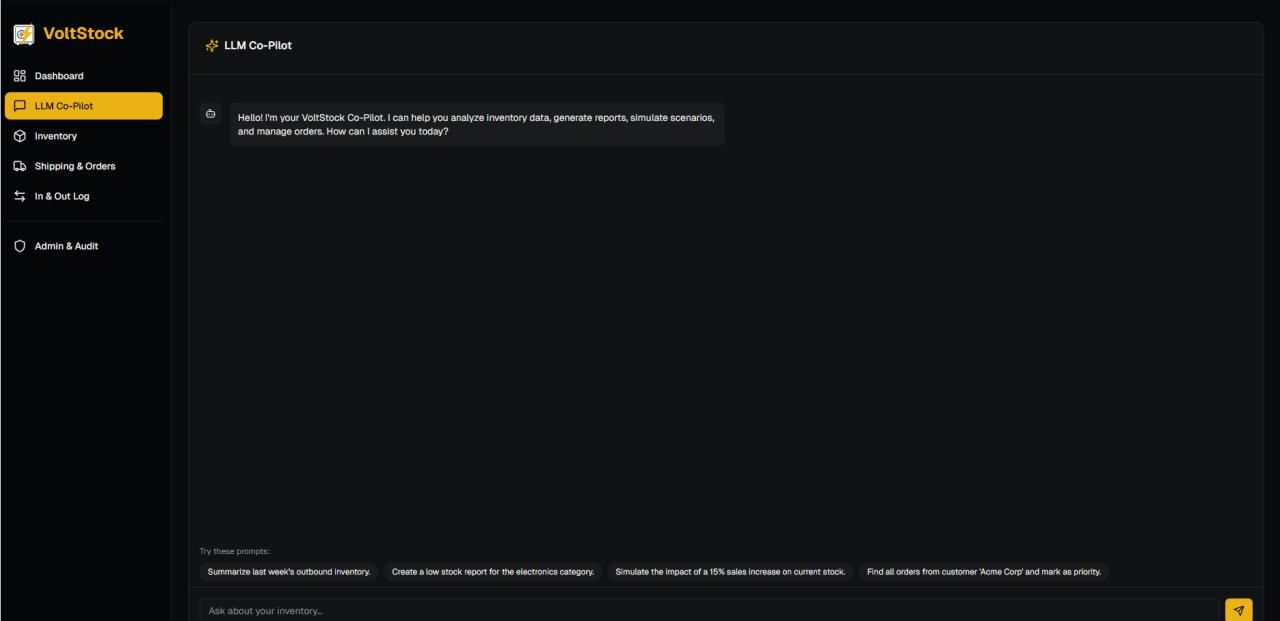 VoltStock
Dashboard
LLM Co-Pilot
Inventory
Shipping & Orders
In & Out Log
Admin & Audit
LLM Co-Pilot
Hello! I'm your VoltStock Co-Pilot. I can help you analyze inventory data, generate reports, simulate scenarios,
and manage orders. How can I assist you today?
Try these prompts:
Summarize last week's outbound inventory.
Create a low stock report for the electronics category.
Simulate the impact of a 15% sales increase on current stock.
Find all orders from customer 'Acme Corp' and mark as priority.
Ask about your inventory...